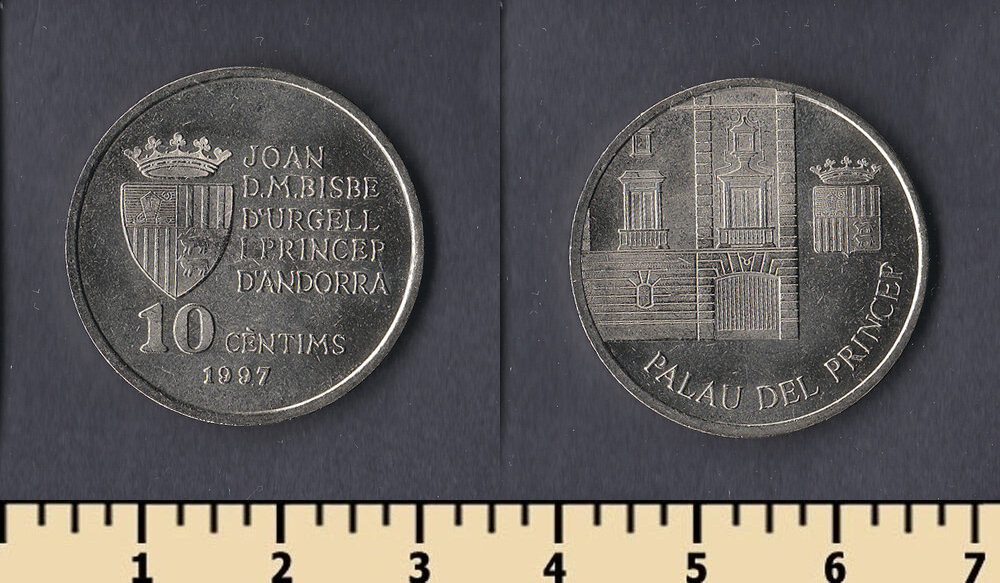 JOAN
D.M.BISBE
D'URGELL
I PRINCEP
D'ANDORRA
10 CÈNTIMS
1997
PALAU DEL PRINCEP
1 2 3 4 5 6 7